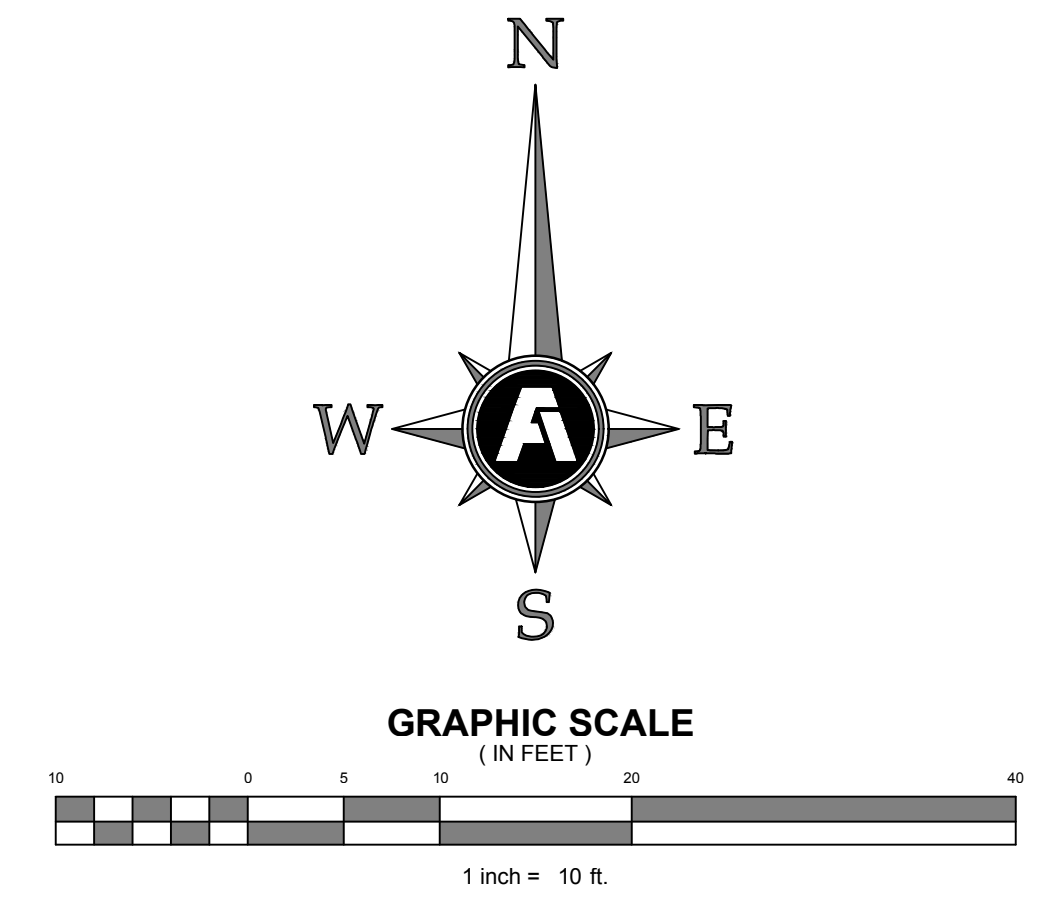 N
W A E
S
GRAPHIC SCALE
( IN FEET )
10 0 5 10 20 40
1 inch = 10 ft.